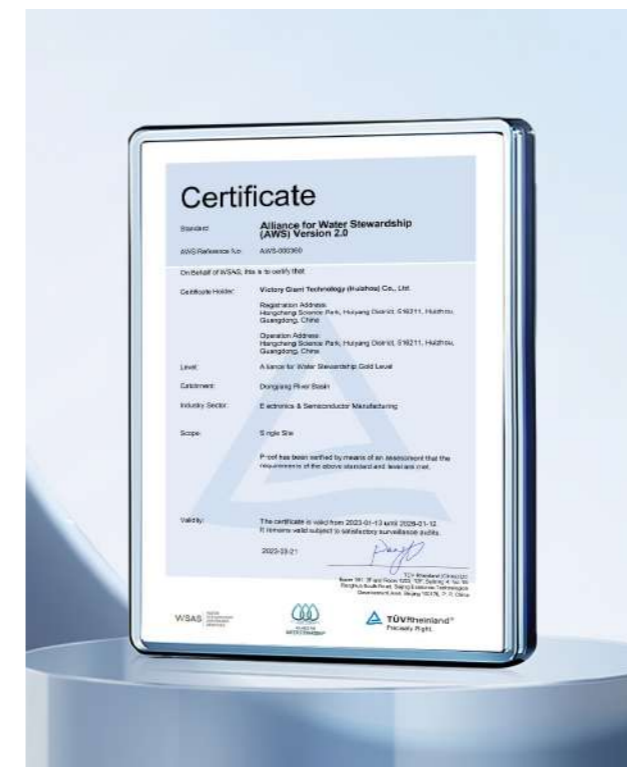 Certificate
Standard: Alliance for Water Stewardship
(AWS) Version 2.0
AWS Reference No: AWS-000360
On Behalf of WSAS, this is to certify that
Certificate Holder: Victory Giant Technology (Huizhou) Co., Ltd.
Registration Address:
Hangcheng Science Park, Huiyang District, 516211, Huizhou,
Guangdong, China
Operation Address:
Hangcheng Science Park, Huiyang District, 516211, Huizhou,
Guangdong, China
Level: Alliance for Water Stewardship Gold Level
Catchment: Dongjiang River Basin
Industry Sector: Electronics & Semiconductor Manufacturing
Scope: Single Site
Proof has been verified by means of an assessment that the
requirements of the above standard and level are met.
Validity: The certificate is valid from 2023-01-13 until 2026-01-12.
It remains valid subject to satisfactory surveillance audits.
2023-03-21
TÜV Rheinland (China) Ltd.
WSAS
TÜVRheinland®
Precisely Right.